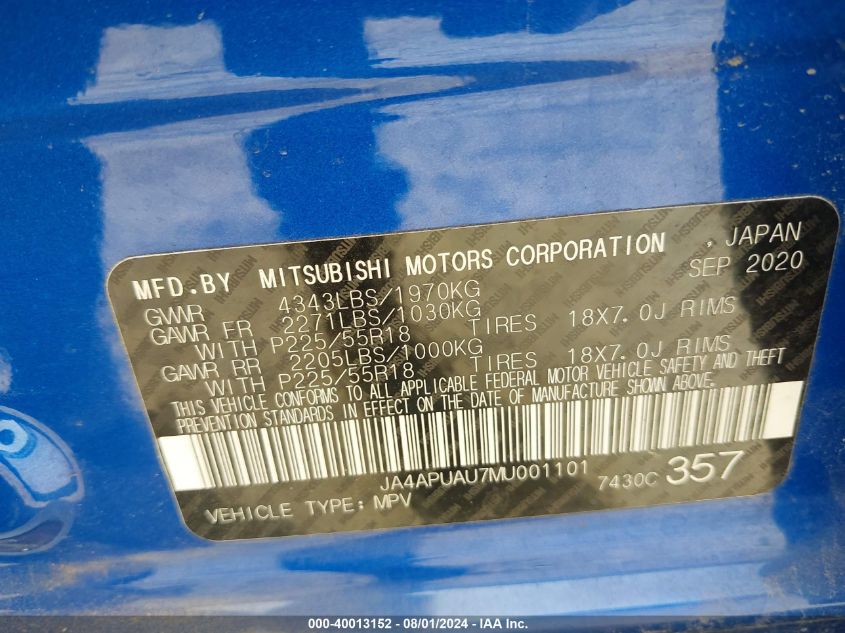 MFD.BY MITSUBISHI MOTORS CORPORATION , JAPAN
SEP 2020
GVWR 4343LBS/1970KG
GAWR FR 2271LBS/1030KG
WITH P225/55R18 TIRES 18X7.0J RIMS
GAWR RR 2205LBS/1000KG
WITH P225/55R18 TIRES 18X7.0J RIMS
THIS VEHICLE CONFORMS TO ALL APPLICABLE FEDERAL MOTOR VEHICLE SAFETY AND THEFT
PREVENTION STANDARDS IN EFFECT ON THE DATE OF MANUFACTURE SHOWN ABOVE.
JA4APUAU7MU001101
7430C 357
VEHICLE TYPE: MPV
000-40013152 - 08/01/2024 - IAA Inc.